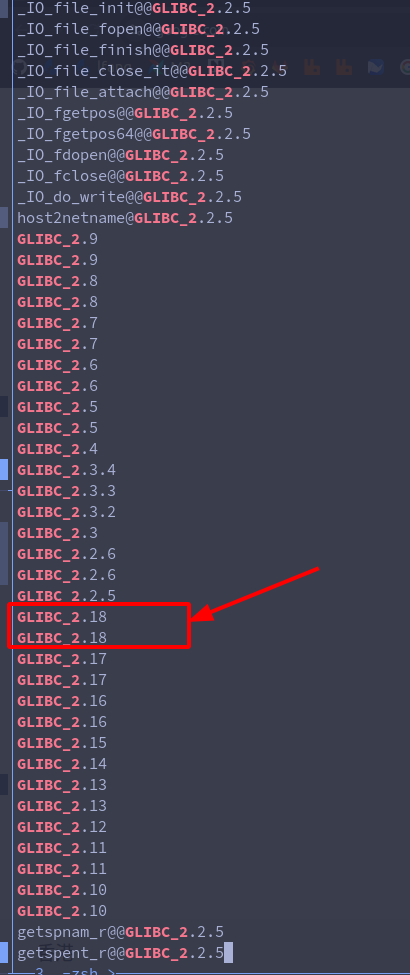 _IO_file_init@@GLIBC_2.2.5
_IO_file_fopen@@GLIBC_2.2.5
_IO_file_finish@@GLIBC_2.2.5
_IO_file_close_it@@GLIBC_2.2.5
_IO_file_attach@@GLIBC_2.2.5
_IO_fgetpos@@GLIBC_2.2.5
_IO_fgetpos64@@GLIBC_2.2.5
_IO_fdopen@@GLIBC_2.2.5
_IO_fclose@@GLIBC_2.2.5
_IO_do_write@@GLIBC_2.2.5
host2netname@GLIBC_2.2.5
GLIBC_2.9
GLIBC_2.9
GLIBC_2.8
GLIBC_2.8
GLIBC_2.7
GLIBC_2.7
GLIBC_2.6
GLIBC_2.6
GLIBC_2.5
GLIBC_2.5
GLIBC_2.4
GLIBC_2.3.4
GLIBC_2.3.3
GLIBC_2.3.2
GLIBC_2.3
GLIBC_2.2.6
GLIBC_2.2.6
GLIBC_2.2.5
GLIBC_2.18
GLIBC_2.18
GLIBC_2.17
GLIBC_2.17
GLIBC_2.16
GLIBC_2.16
GLIBC_2.15
GLIBC_2.14
GLIBC_2.13
GLIBC_2.13
GLIBC_2.12
GLIBC_2.11
GLIBC_2.11
GLIBC_2.10
GLIBC_2.10
getspnam_r@@GLIBC_2.2.5
getspent_r@@GLIBC_2.2.5
3 zsh >